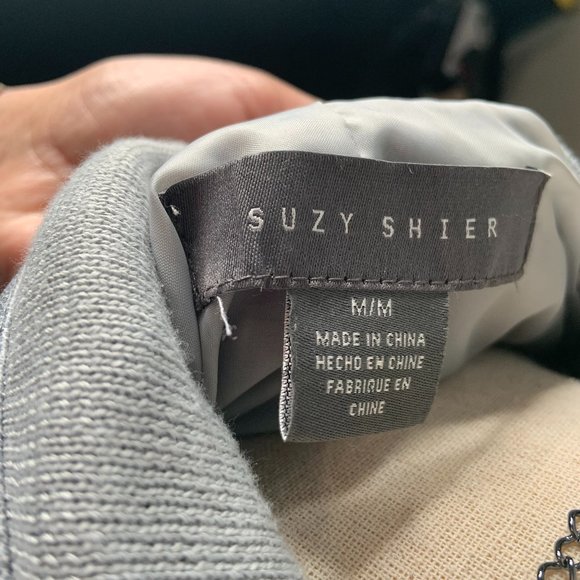 SUZY SHIER
M/M
MADE IN CHINA
HECHO EN CHINE
FABRIQUE EN
CHINE